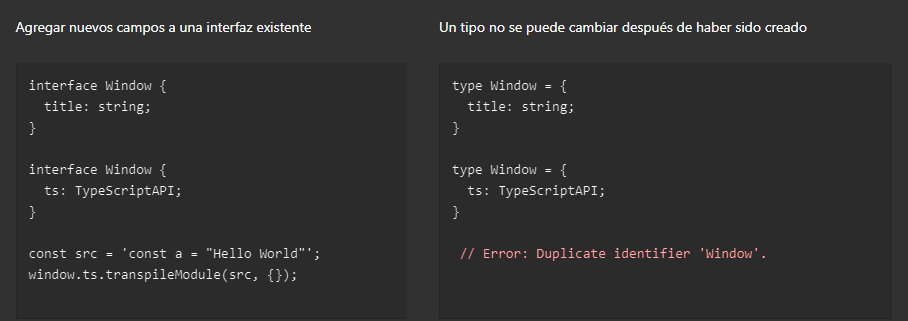 Agregar nuevos campos a una interfaz existente
interface Window {
  title: string;
}
interface Window {
  ts: TypeScriptAPI;
}
const src = 'const a = "Hello World"';
window.ts.transpileModule(src, {});
Un tipo no se puede cambiar después de haber sido creado
type Window = {
  title: string;
}
type Window = {
  ts: TypeScriptAPI;
}
// Error: Duplicate identifier 'Window'.